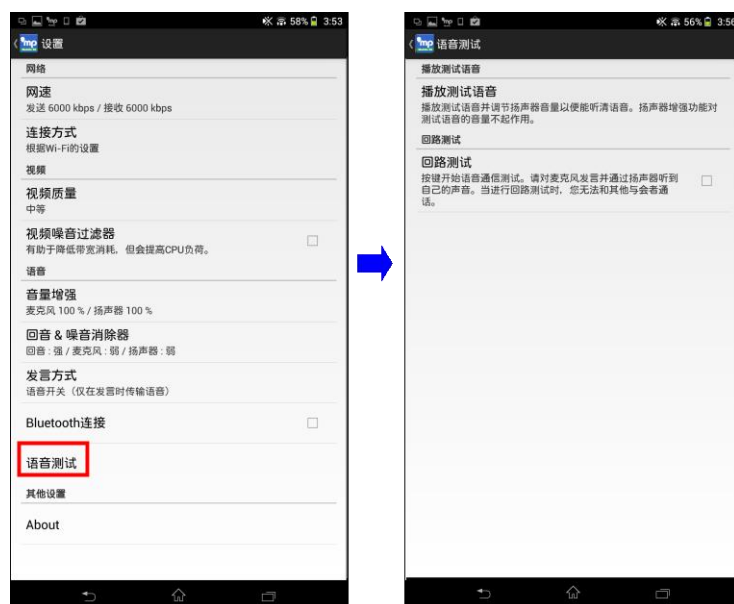 58% 3:53
mp 设置
网络
网速
发送 6000 kbps / 接收 6000 kbps
连接方式
根据Wi-Fi的设置
视频
视频质量
中等
视频噪音过滤器
有助于降低带宽消耗，但会提高CPU负荷。
语音
音量增强
麦克风 100 % / 扬声器 100 %
回音 & 噪音消除器
回音 : 强 / 麦克风 : 弱 / 扬声器 : 弱
发言方式
语音开关（仅在发言时传输语音）
Bluetooth连接
语音测试
其他设置
About
56% 3:56
mp 语音测试
播放测试语音
播放测试语音
播放测试语音并调节扬声器音量以便能听清语音。扬声器增强功能对
测试语音的音量不起作用。
回路测试
回路测试
按键开始语音通信测试。请对麦克风发言并通过扬声器听到
自己的声音。当进行回路测试时，您无法和其他与会者通
话。